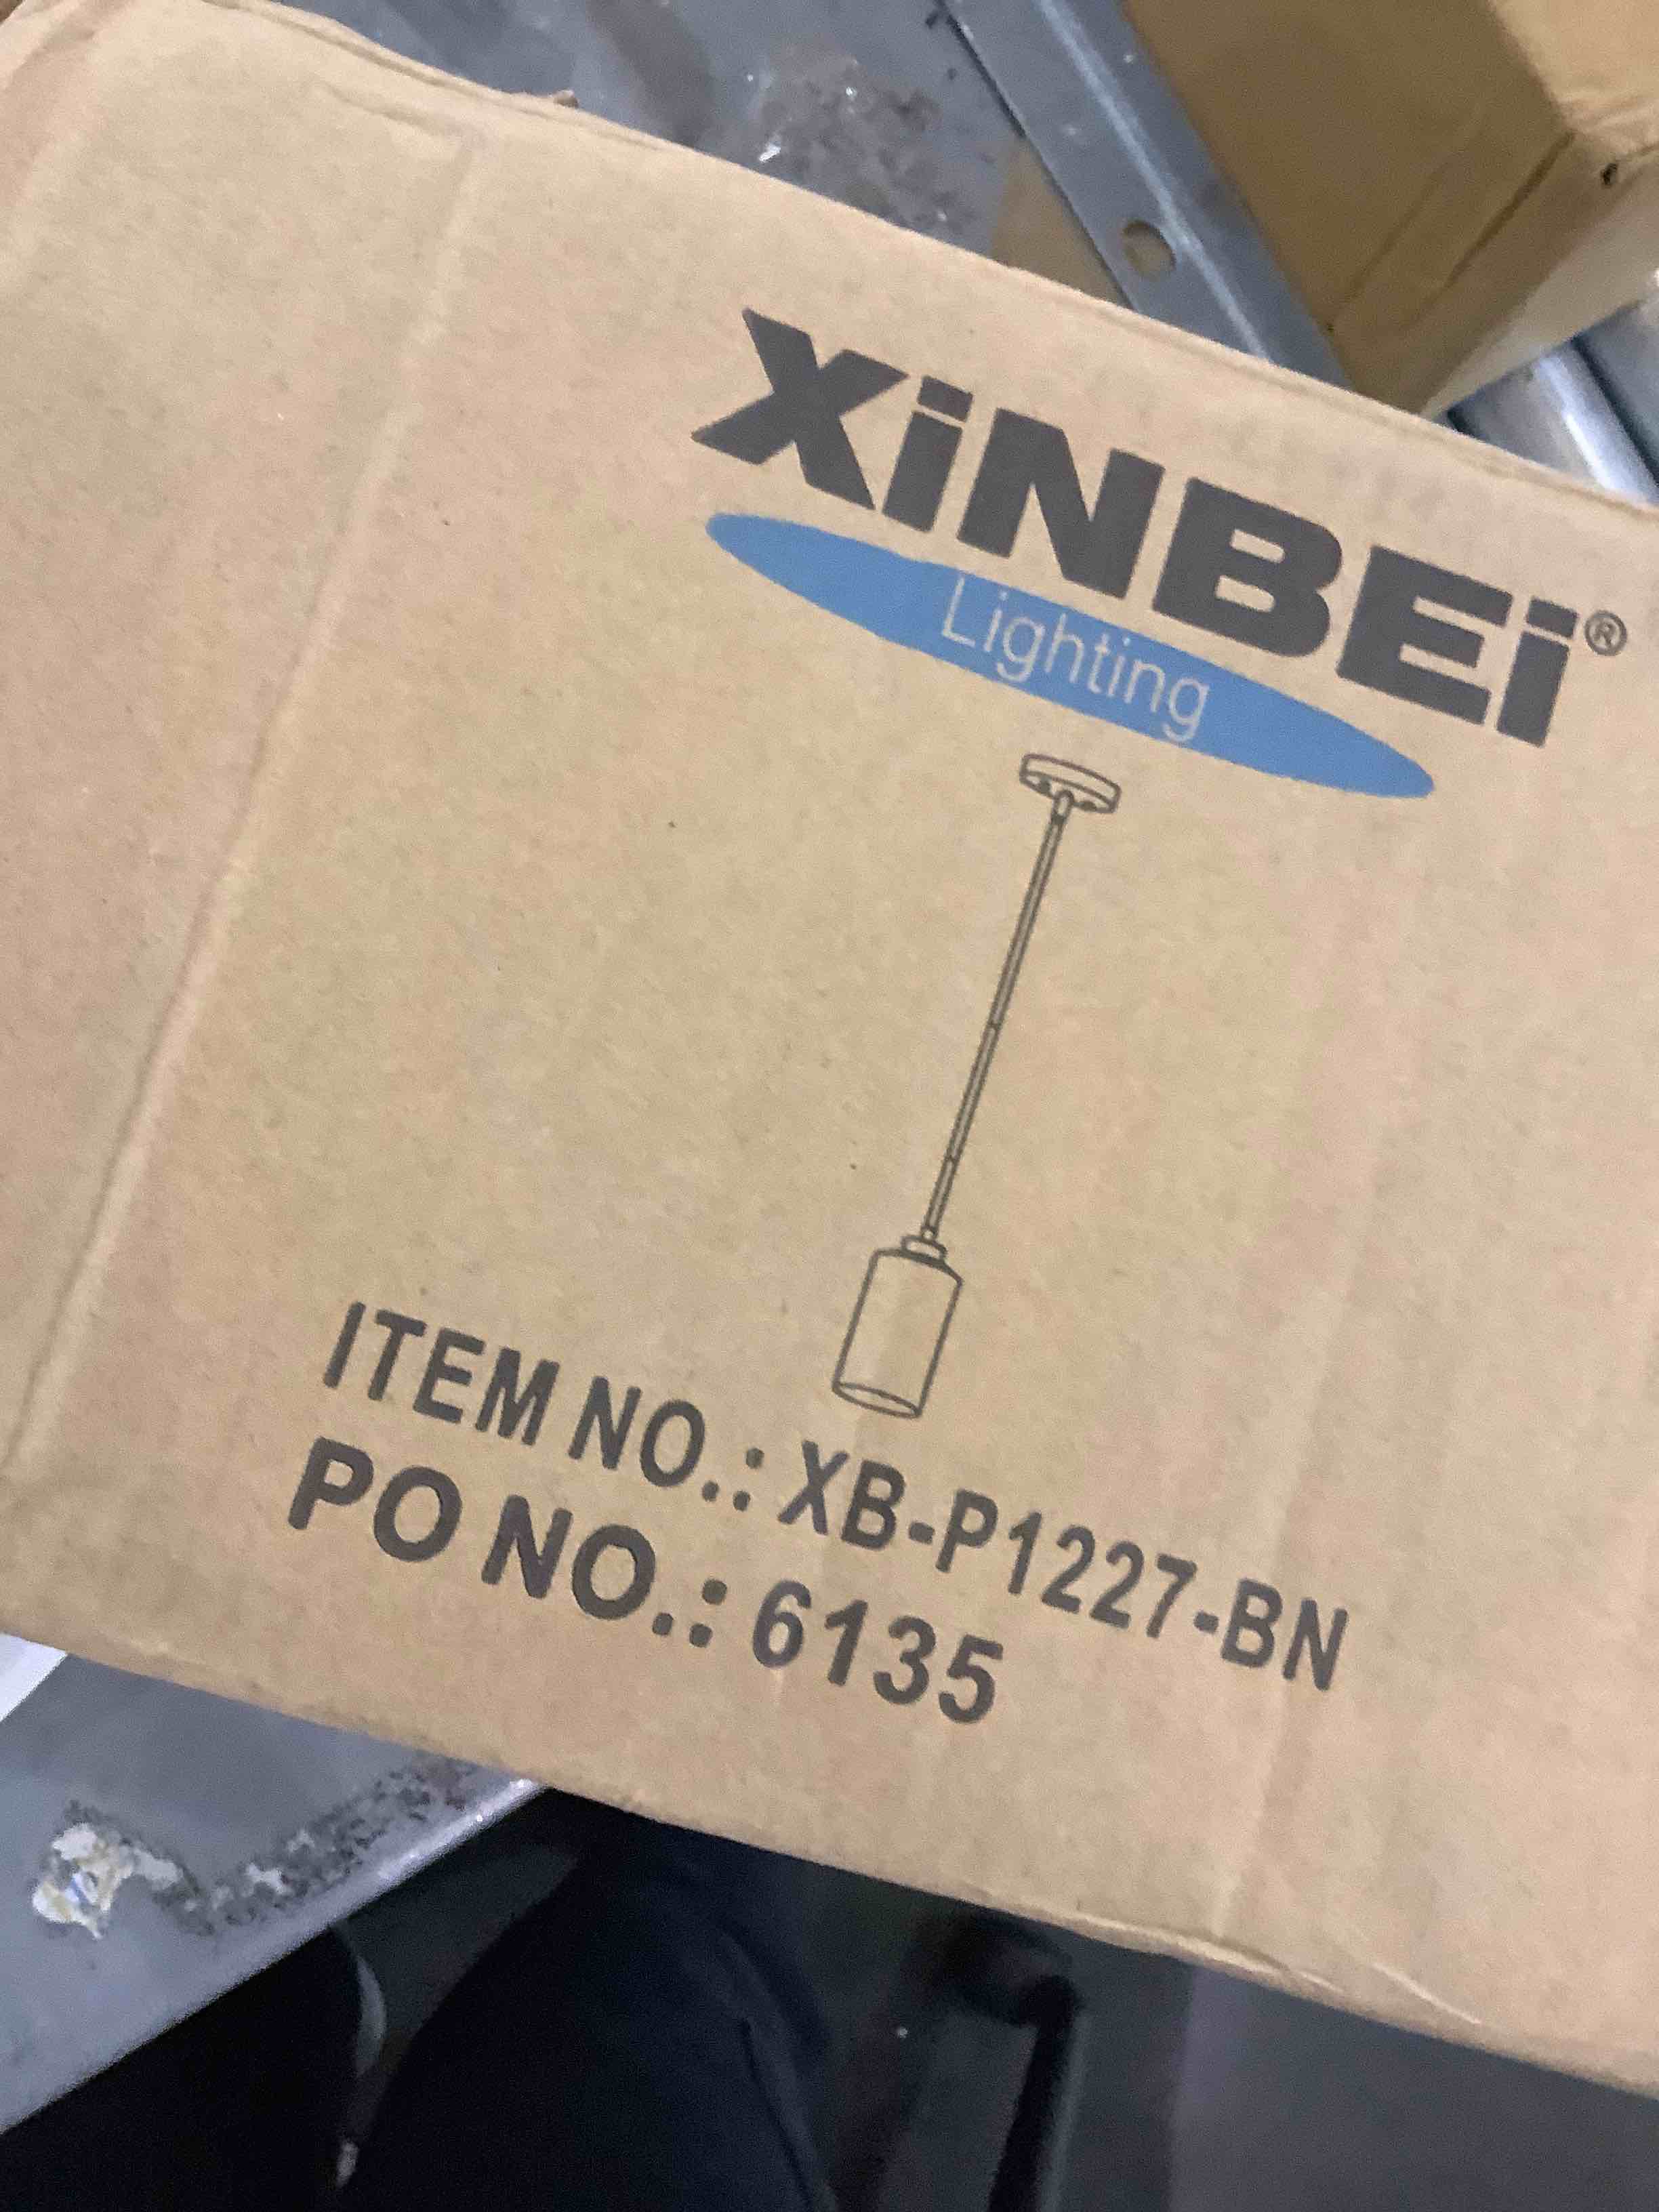 XiNBEi®
Lighting
ITEM NO.: XB-P1227-BN
PO NO.: 6135